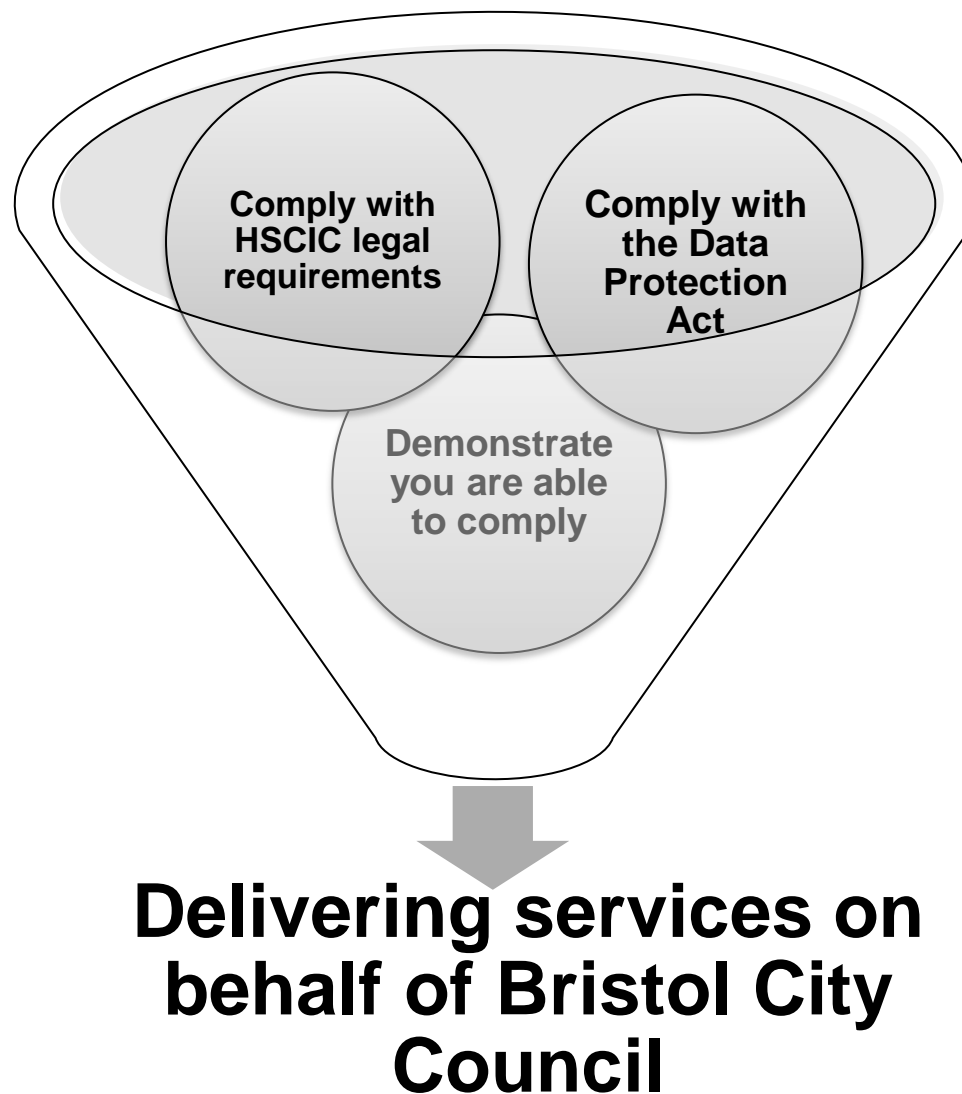 Comply with
HSCIC legal
requirements
Comply with
the Data
Protection
Act
Demonstrate
you are able
to comply
Delivering services on
behalf of Bristol City
Council